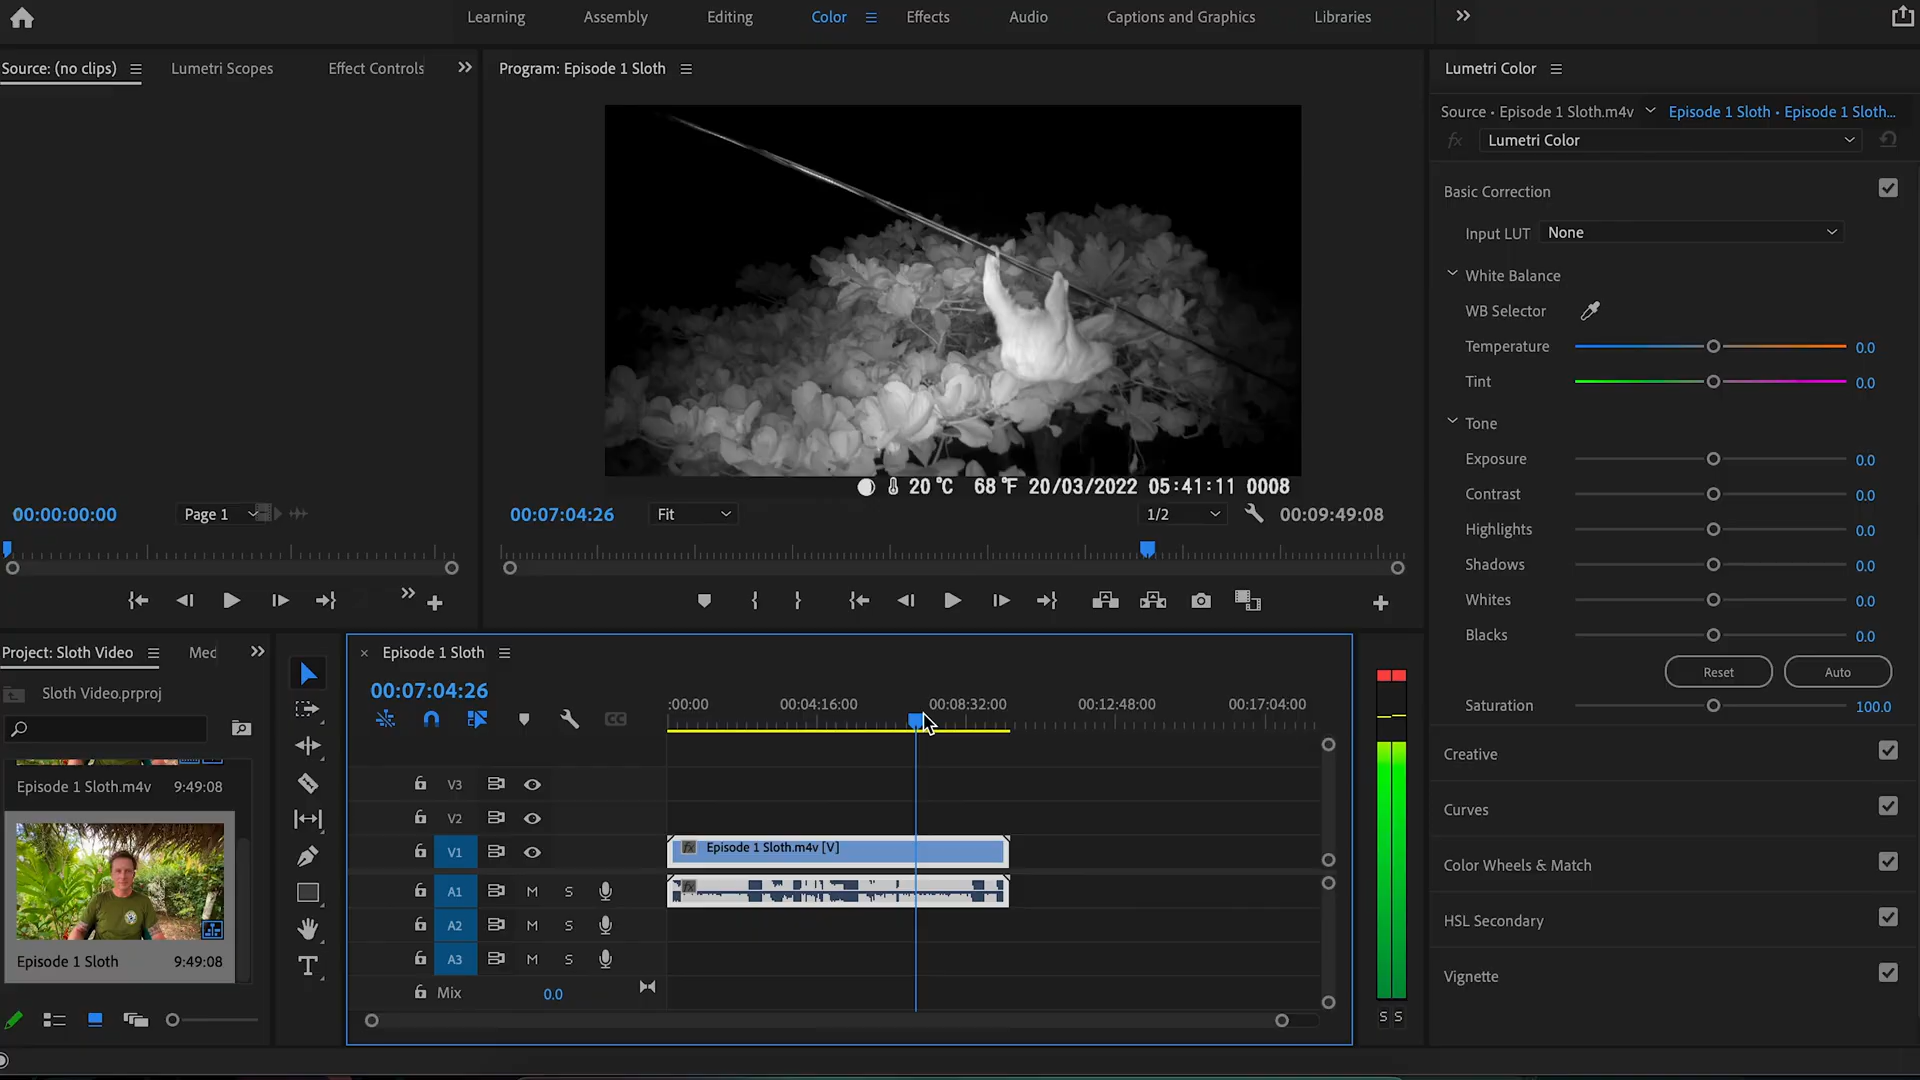 Learning Assembly Editing Color Effects Audio Captions and Graphics Libraries
Source: (no clips) Lumetri Scopes Effect Controls
Program: Episode 1 Sloth
20℃ 68℉ 20/03/2022 05:41:11 0008
00:00:00:00 Page 1
00:07:04:26 Fit 1/2 00:09:49:08
Lumetri Color
Source • Episode 1 Sloth.m4v Episode 1 Sloth • Episode 1 Sloth...
fx Lumetri Color
Basic Correction
Input LUT None
White Balance
WB Selector
Temperature 0.0
Tint 0.0
Tone
Exposure 0.0
Contrast 0.0
Highlights 0.0
Shadows 0.0
Whites 0.0
Blacks 0.0
Reset Auto
Saturation 100.0
Creative
Curves
Color Wheels & Match
HSL Secondary
Vignette
Project: Sloth Video Med
Sloth Video.prproj
Episode 1 Sloth.m4v 9:49:08
Episode 1 Sloth 9:49:08
T
× Episode 1 Sloth
00:07:04:26
CC
:00:00 00:04:16:00 00:08:32:00 00:12:48:00 00:17:04:00
V3
V2
V1 fx Episode 1 Sloth.m4v [V]
A1 M S fx
A2 M S
A3 M S
Mix 0.0
S S